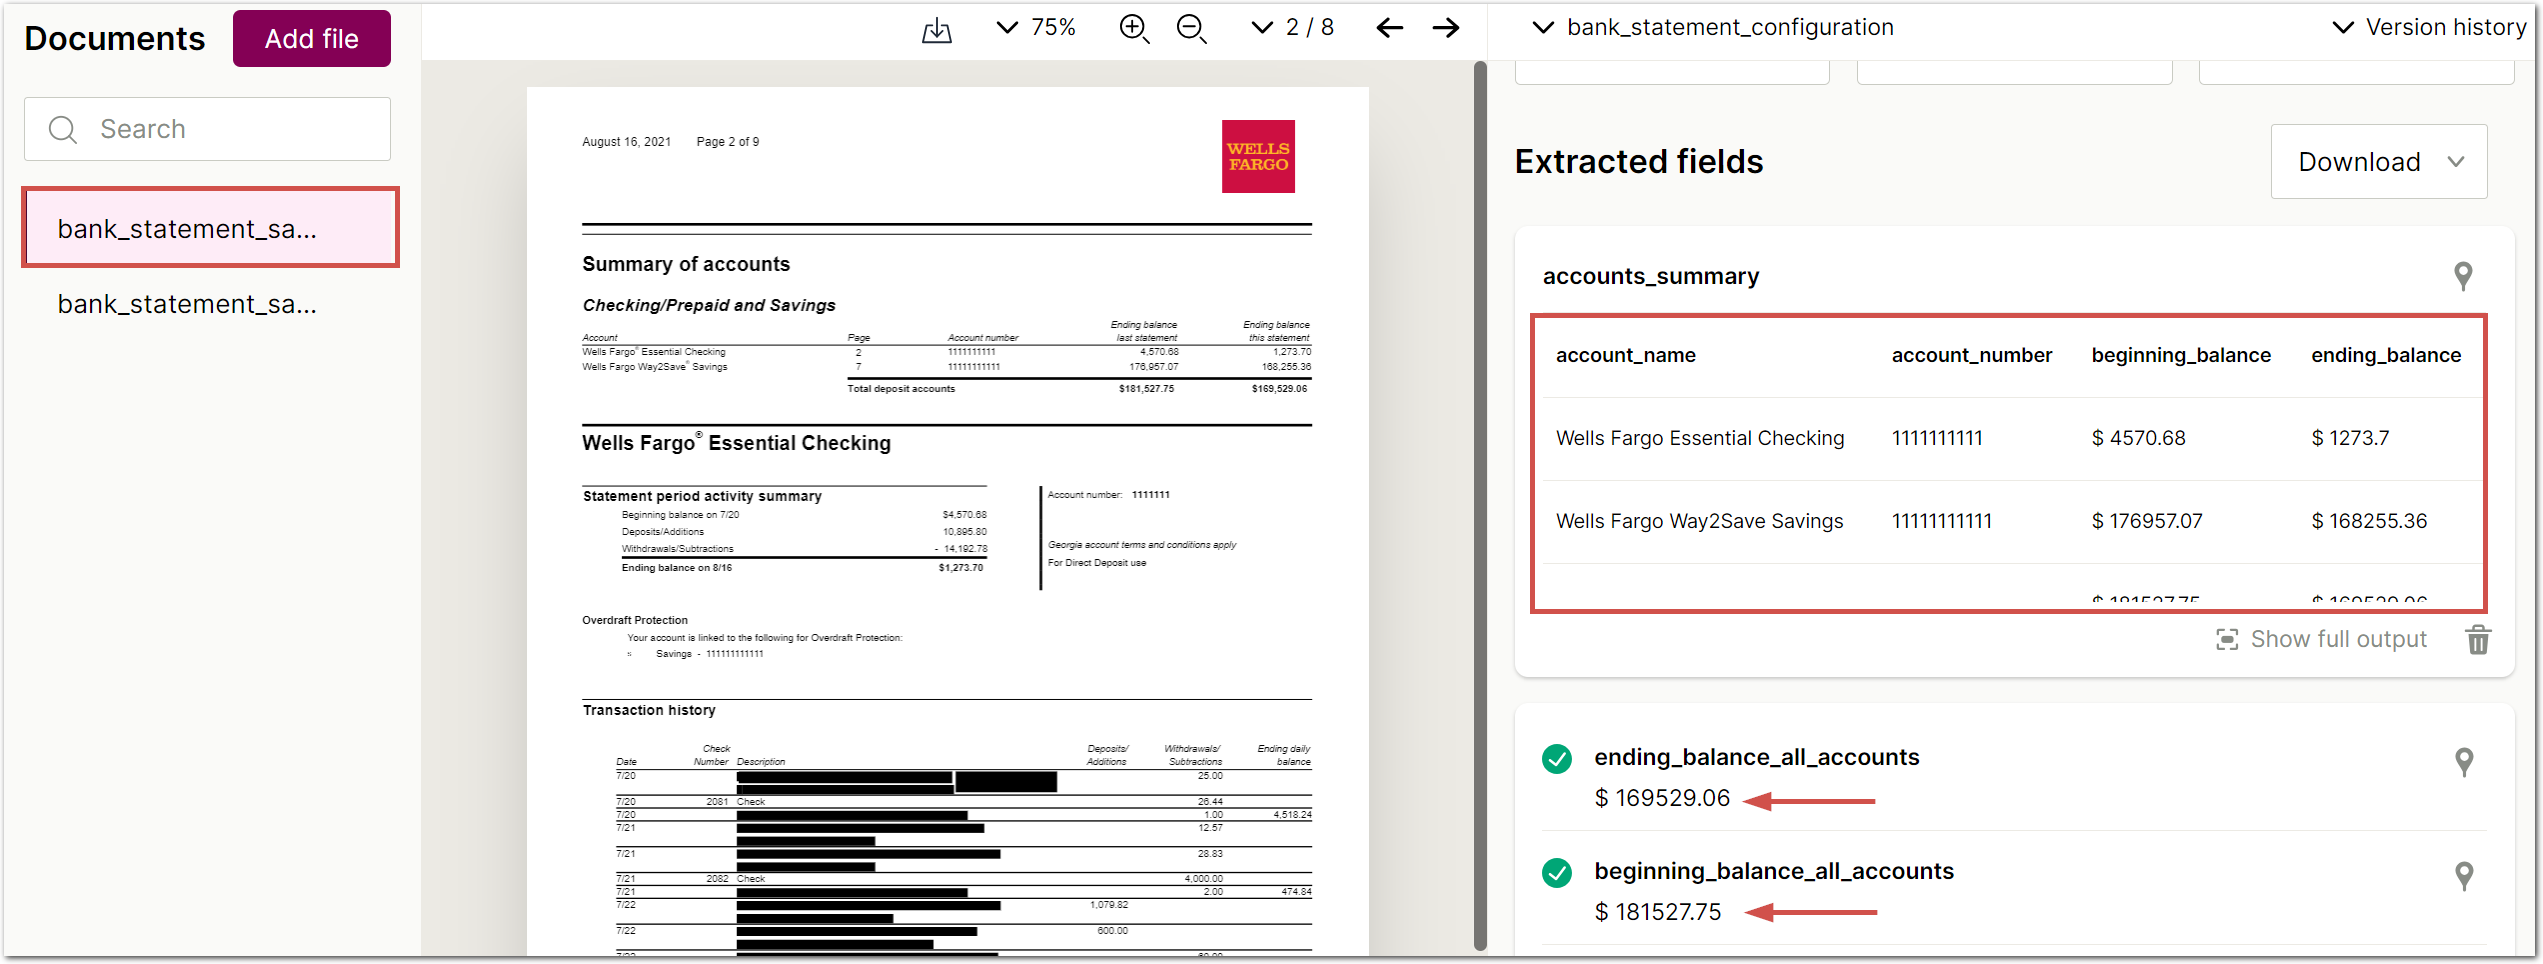 Documents
Add file
Search
bank_statement_sa...
bank_statement_sa...
75%
2 / 8
August 16, 2021 Page 2 of 9
WELLS
FARGO
Summary of accounts
Checking/Prepaid and Savings
Account Page Account number Ending balance last statement Ending balance this statement
Wells Fargo® Essential Checking 2 1111111111 4,570.68 1,273.70
Wells Fargo Way2Save® Savings 7 11111111111 176,957.07 168,255.36
Total deposit accounts $181,527.75 $169,529.06
Wells Fargo® Essential Checking
Statement period activity summary
Beginning balance on 7/20 $4,570.68
Deposits/Additions 10,895.80
Withdrawals/Subtractions - 14,192.78
Ending balance on 8/16 $1,273.70
Account number: 1111111
Georgia account terms and conditions apply
For Direct Deposit use
Overdraft Protection
Your account is linked to the following for Overdraft Protection:
s Savings - 111111111111
Transaction history
Date Check Number Description Deposits/ Additions Withdrawals/ Subtractions Ending daily balance
7/20 25.00
7/20 2081 Check 26.44
7/20 1.00 4,518.24
7/21 12.57
7/21 28.83
7/21 2082 Check 4,000.00
7/21 2.00 474.84
7/22 1,079.82
7/22 600.00
bank_statement_configuration
Version history
Extracted fields
Download
accounts_summary
account_name account_number beginning_balance ending_balance
Wells Fargo Essential Checking 1111111111 $ 4570.68 $ 1273.7
Wells Fargo Way2Save Savings 11111111111 $ 176957.07 $ 168255.36
$ 181527.75 $ 169529.06
Show full output
ending_balance_all_accounts
$ 169529.06
beginning_balance_all_accounts
$ 181527.75